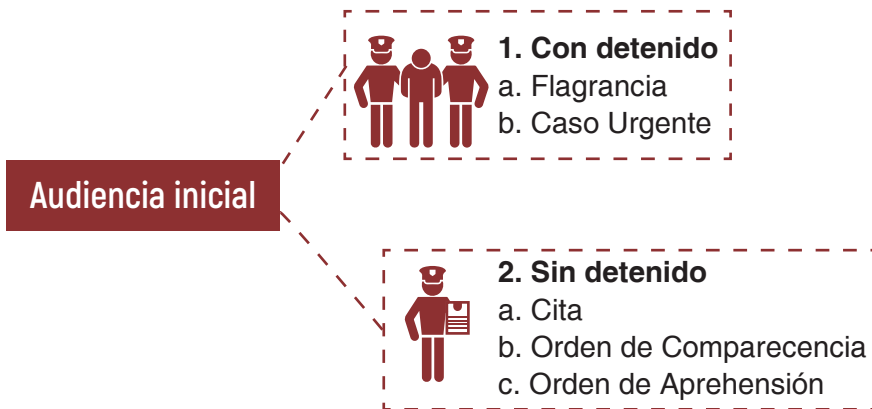 Audiencia inicial
1. Con detenido
a. Flagrancia
b. Caso Urgente
2. Sin detenido
a. Cita
b. Orden de Comparecencia
c. Orden de Aprehensión